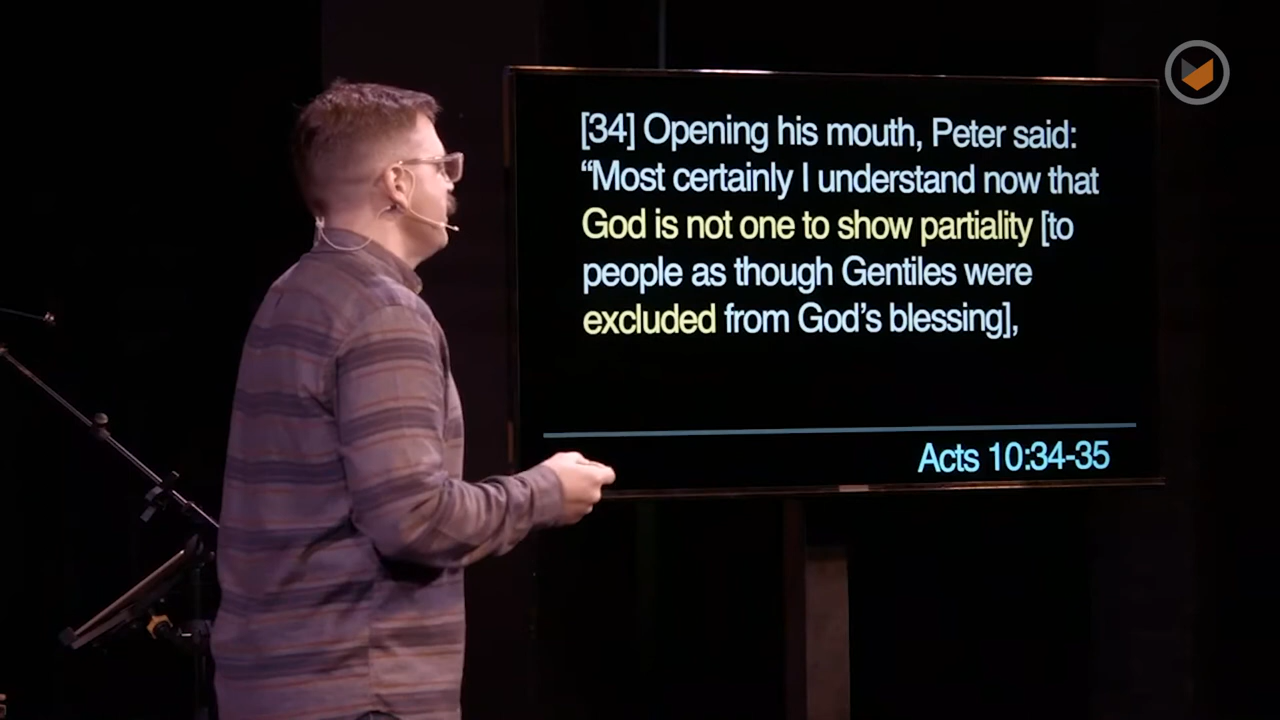 [34] Opening his mouth, Peter said:
“Most certainly I understand now that
God is not one to show partiality [to
people as though Gentiles were
excluded from God’s blessing],
Acts 10:34-35